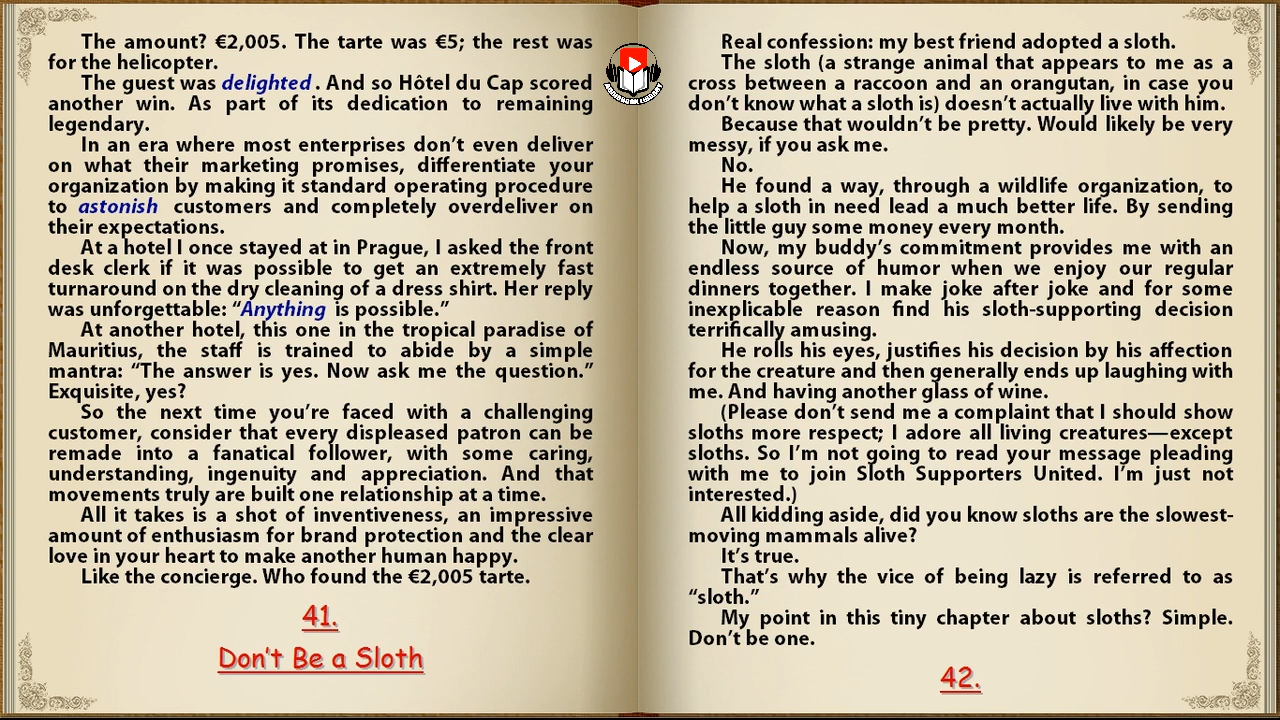 The amount? €2,005. The tarte was €5; the rest was
for the helicopter.
The guest was delighted . And so Hôtel du Cap scored
another win. As part of its dedication to remaining
legendary.
In an era where most enterprises don’t even deliver
on what their marketing promises, differentiate your
organization by making it standard operating procedure
to astonish customers and completely overdeliver on
their expectations.
At a hotel I once stayed at in Prague, I asked the front
desk clerk if it was possible to get an extremely fast
turnaround on the dry cleaning of a dress shirt. Her reply
was unforgettable: “Anything is possible.”
At another hotel, this one in the tropical paradise of
Mauritius, the staff is trained to abide by a simple
mantra: “The answer is yes. Now ask me the question.”
Exquisite, yes?
So the next time you’re faced with a challenging
customer, consider that every displeased patron can be
remade into a fanatical follower, with some caring,
understanding, ingenuity and appreciation. And that
movements truly are built one relationship at a time.
All it takes is a shot of inventiveness, an impressive
amount of enthusiasm for brand protection and the clear
love in your heart to make another human happy.
Like the concierge. Who found the €2,005 tarte.
41.
Don’t Be a Sloth
Real confession: my best friend adopted a sloth.
The sloth (a strange animal that appears to me as a
cross between a raccoon and an orangutan, in case you
don’t know what a sloth is) doesn’t actually live with him.
Because that wouldn’t be pretty. Would likely be very
messy, if you ask me.
No.
He found a way, through a wildlife organization, to
help a sloth in need lead a much better life. By sending
the little guy some money every month.
Now, my buddy’s commitment provides me with an
endless source of humor when we enjoy our regular
dinners together. I make joke after joke and for some
inexplicable reason find his sloth-supporting decision
terrifically amusing.
He rolls his eyes, justifies his decision by his affection
for the creature and then generally ends up laughing with
me. And having another glass of wine.
(Please don’t send me a complaint that I should show
sloths more respect; I adore all living creatures—except
sloths. So I’m not going to read your message pleading
with me to join Sloth Supporters United. I’m just not
interested.)
All kidding aside, did you know sloths are the slowest-
moving mammals alive?
It’s true.
That’s why the vice of being lazy is referred to as
“sloth.”
My point in this tiny chapter about sloths? Simple.
Don’t be one.
42.